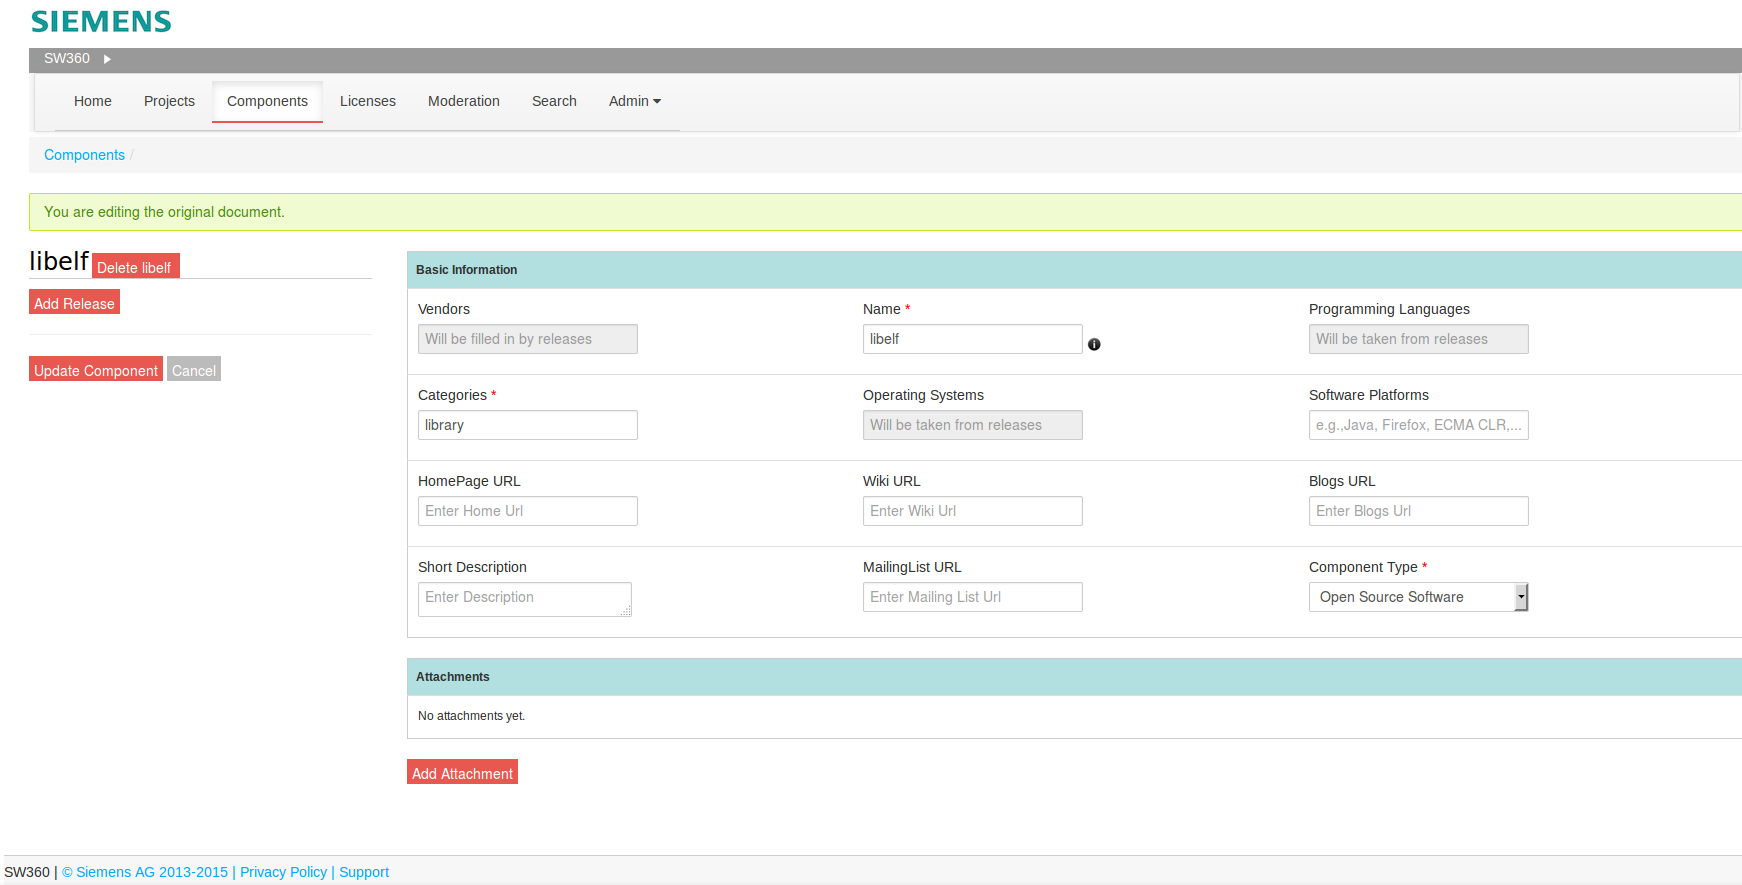 SIEMENS
SW360
Home Projects Components Licenses Moderation Search Admin
Components /
You are editing the original document.
libelf Delete libelf
Add Release
Update Component Cancel
Basic Information
Vendors Name * Programming Languages
Will be filled in by releases libelf Will be taken from releases
Categories * Operating Systems Software Platforms
library Will be taken from releases e.g.,Java, Firefox, ECMA CLR,...
HomePage URL Wiki URL Blogs URL
Enter Home Url Enter Wiki Url Enter Blogs Url
Short Description MailingList URL Component Type *
Enter Description Enter Mailing List Url Open Source Software
Attachments
No attachments yet.
Add Attachment
SW360 | © Siemens AG 2013-2015 | Privacy Policy | Support